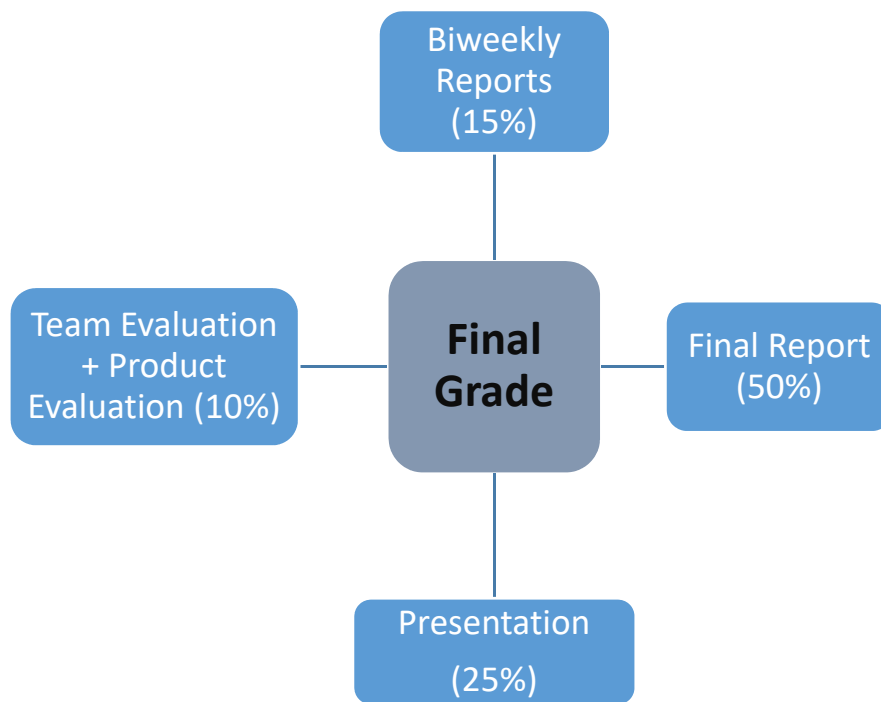 Biweekly
Reports
(15%)
Team Evaluation
+ Product
Evaluation (10%)
Final
Grade
Final Report
(50%)
Presentation
(25%)